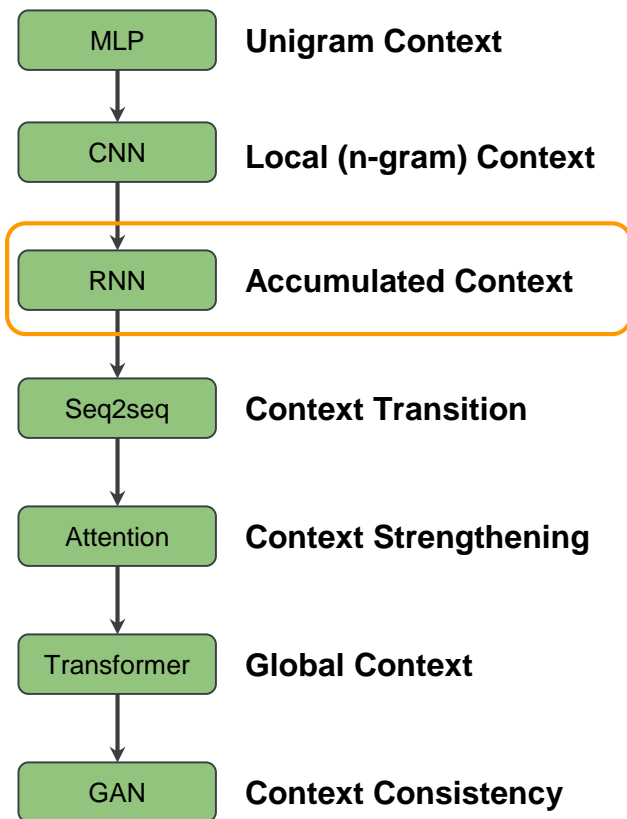 MLP Unigram Context
CNN Local (n-gram) Context
RNN Accumulated Context
Seq2seq Context Transition
Attention Context Strengthening
Transformer Global Context
GAN Context Consistency